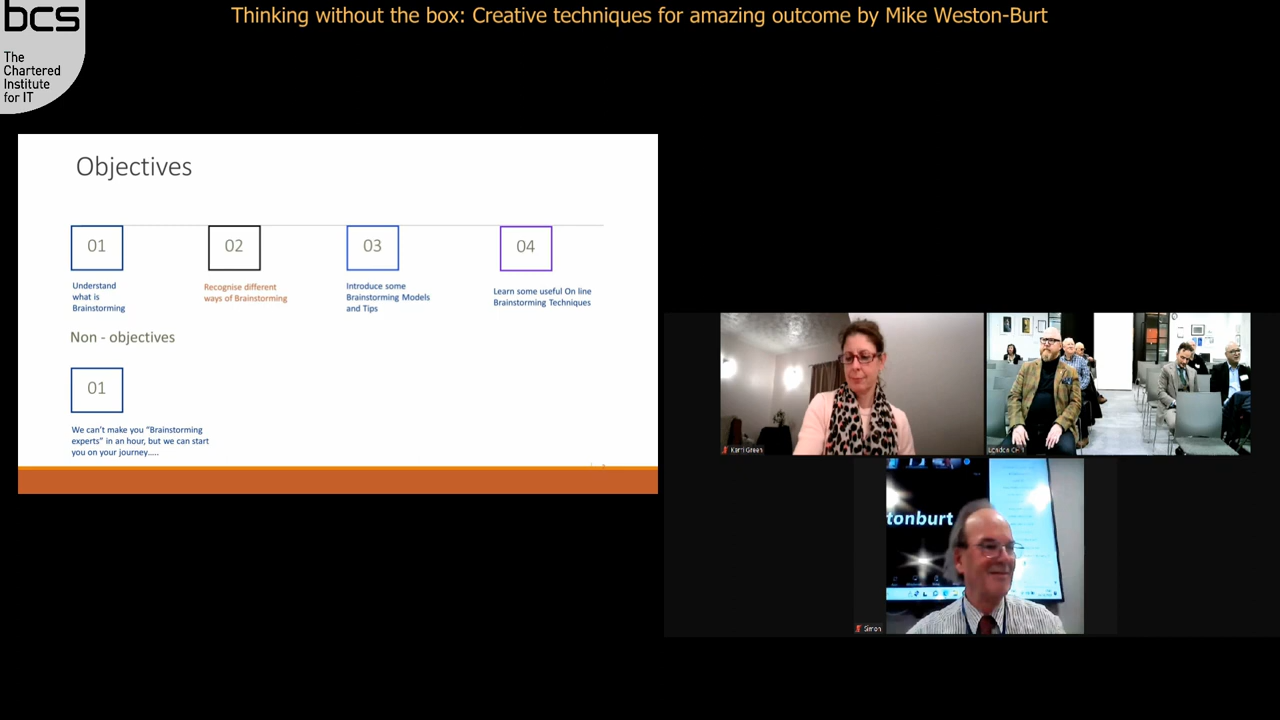 bcs
The
Chartered
Institute
for IT
Thinking without the box: Creative techniques for amazing outcome by Mike Weston-Burt
Objectives
01
02
03
04
Understand
what is
Brainstorming
Recognise different
ways of Brainstorming
Introduce some
Brainstorming Models
and Tips
Learn some useful On line
Brainstorming Techniques
Non - objectives
01
We can't make you "Brainstorming
experts" in an hour, but we can start
you on your journey.....
Kerri Green
tonburt
Simon